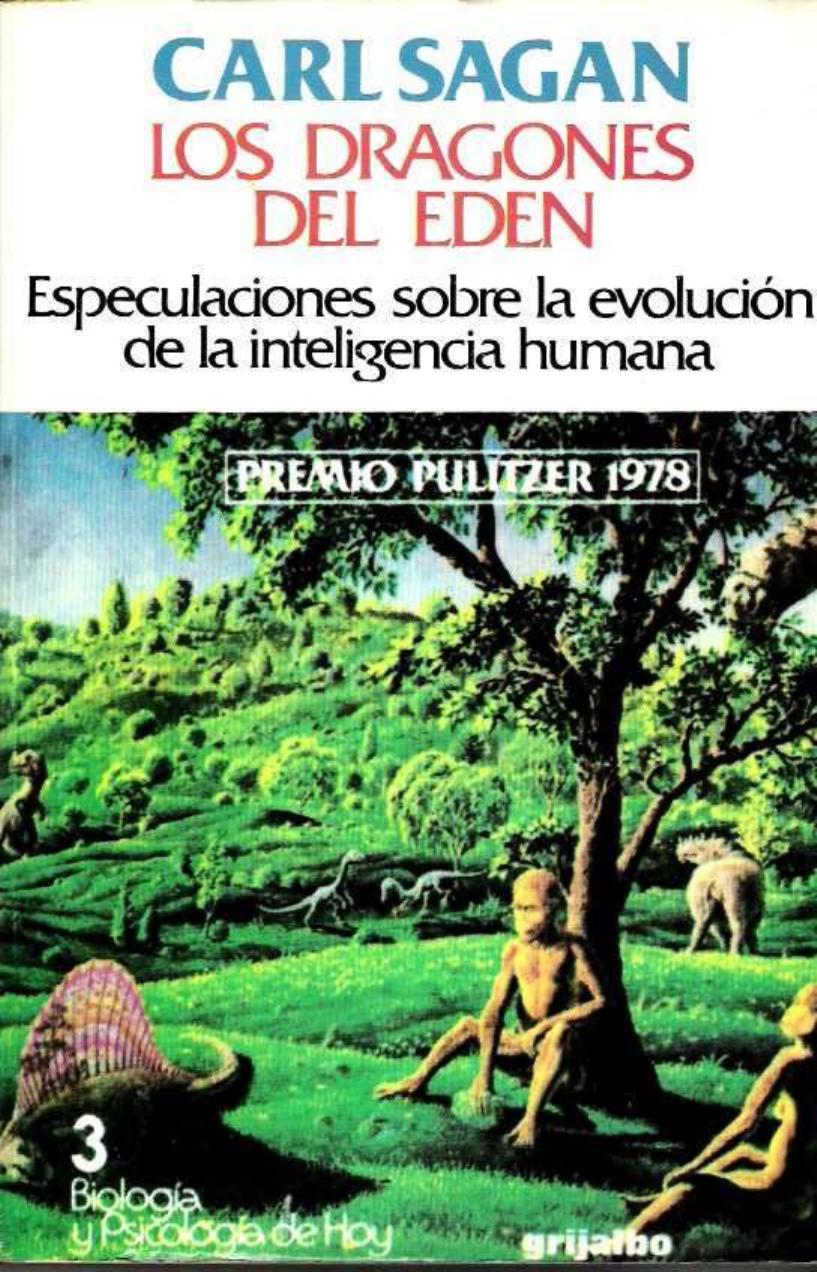 CARL SAGAN
LOS DRAGONES
DEL EDEN
Especulaciones sobre la evolución
de la inteligencia humana
PREMIO PULITZER 1978
3
Biología
y Psicología de Hoy
grijalbo